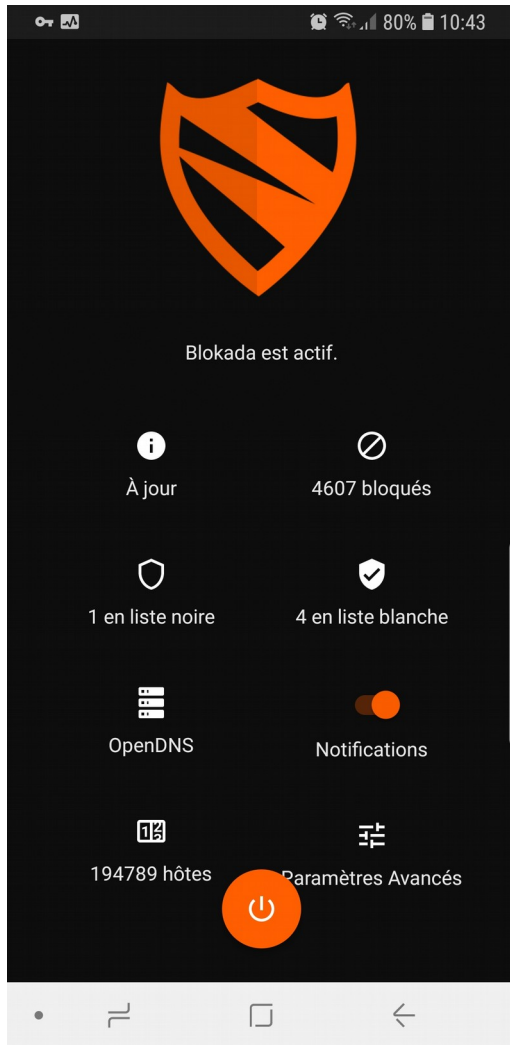 80% 10:43
Blokada est actif.
À jour
4607 bloqués
1 en liste noire
4 en liste blanche
OpenDNS
Notifications
194789 hôtes
Paramètres Avancés